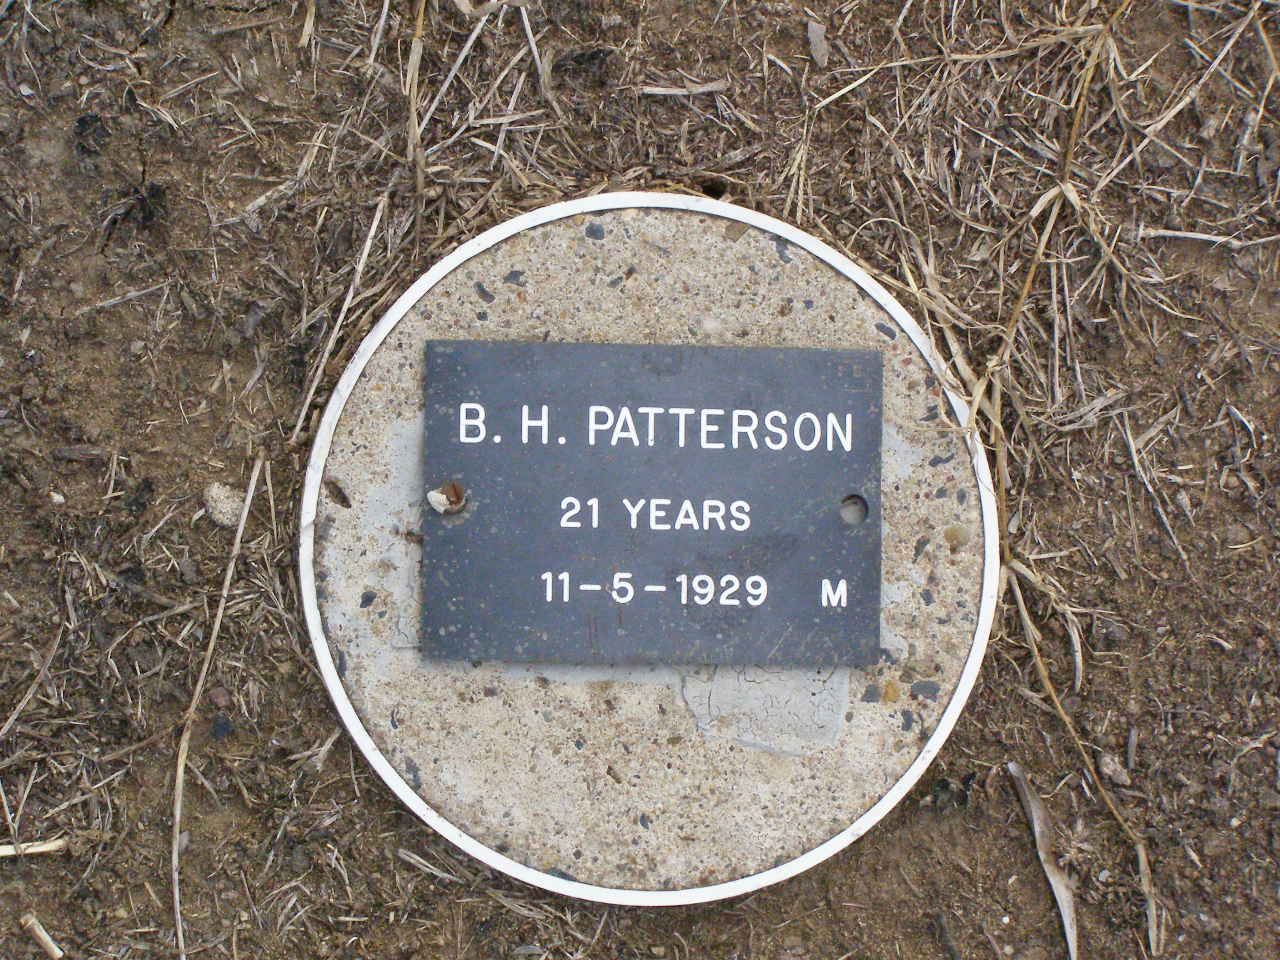 B. H. PATTERSON
21 YEARS
11-5-1929 M